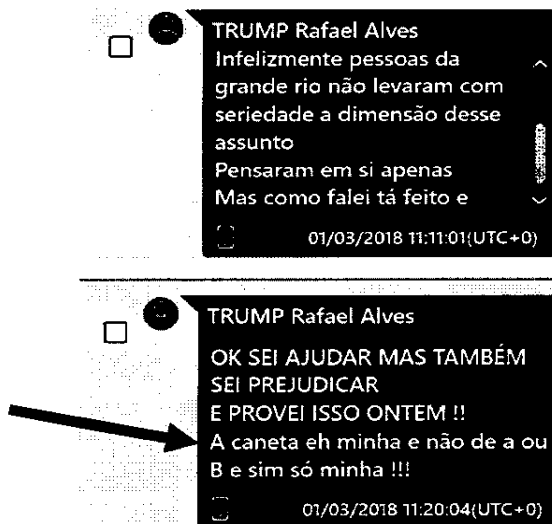 TRUMP Rafael Alves
Infelizmente pessoas da
grande rio não levaram com
seriedade a dimensão desse
assunto
Pensaram em si apenas
Mas como falei tá feito e
01/03/2018 11:11:01(UTC+0)
TRUMP Rafael Alves
OK SEI AJUDAR MAS TAMBÉM
SEI PREJUDICAR
E PROVEI ISSO ONTEM !!
A caneta eh minha e não de a ou
B e sim só minha !!!
01/03/2018 11:20:04(UTC+0)